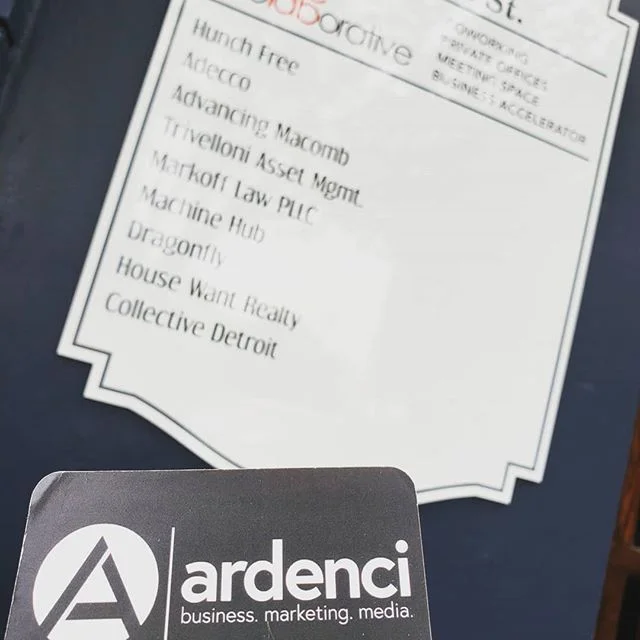 St.
laborative
COWORKING
PRIVATE OFFICES
MEETING SPACE
BUSINESS ACCELERATOR
Hunch Free
Adecco
Advancing Macomb
Trivelloni Asset Mgmt.
Markoff Law PLLC
Machine Hub
Dragonfly
House Want Realty
Collective Detroit
A
ardenci
business. marketing. media.